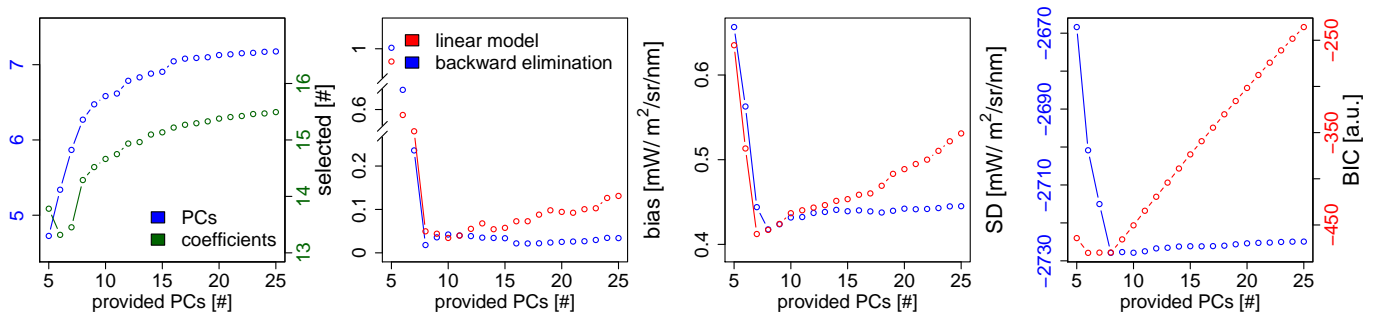 7
6
5
PCs
coefficients
16
15
14
13
selected [#]
5 10 15 20 25
provided PCs [#]
1
0.6
0.2
0.1
0
linear model
backward elimination
bias [mW/ m2/sr/nm]
5 10 15 20 25
provided PCs [#]
0.6
0.5
0.4
SD [mW/ m2/sr/nm]
5 10 15 20 25
provided PCs [#]
−2670
−2690
−2710
−2730
−250
−350
−450
BIC [a.u.]
5 10 15 20 25
provided PCs [#]